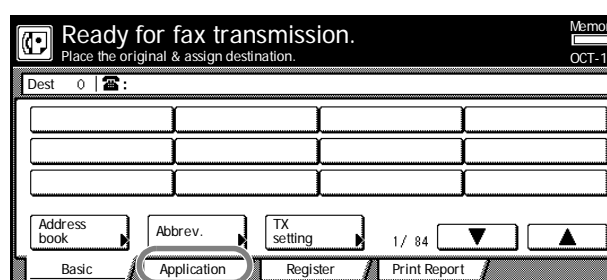 Ready for fax transmission.
Memo
Place the original & assign destination.
OCT-1
Dest 0 ☎:
Address book
Abbrev.
TX setting
1/ 84 ▼ ▲
Basic Application Register Print Report